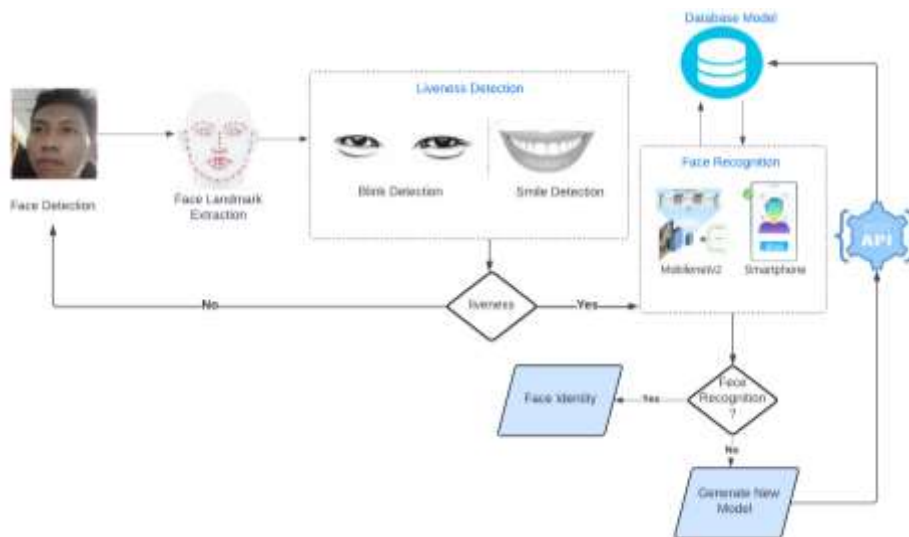 Database Model
Liveness Detection
Face Detection
Face Landmark
Extraction
Blink Detection
Smile Detection
Face Recognition
MobilenetV2
Smartphone
API
No
liveness
Yes
Face Identity
Yes
Fece
Recognition
?
No
Generate New
Model